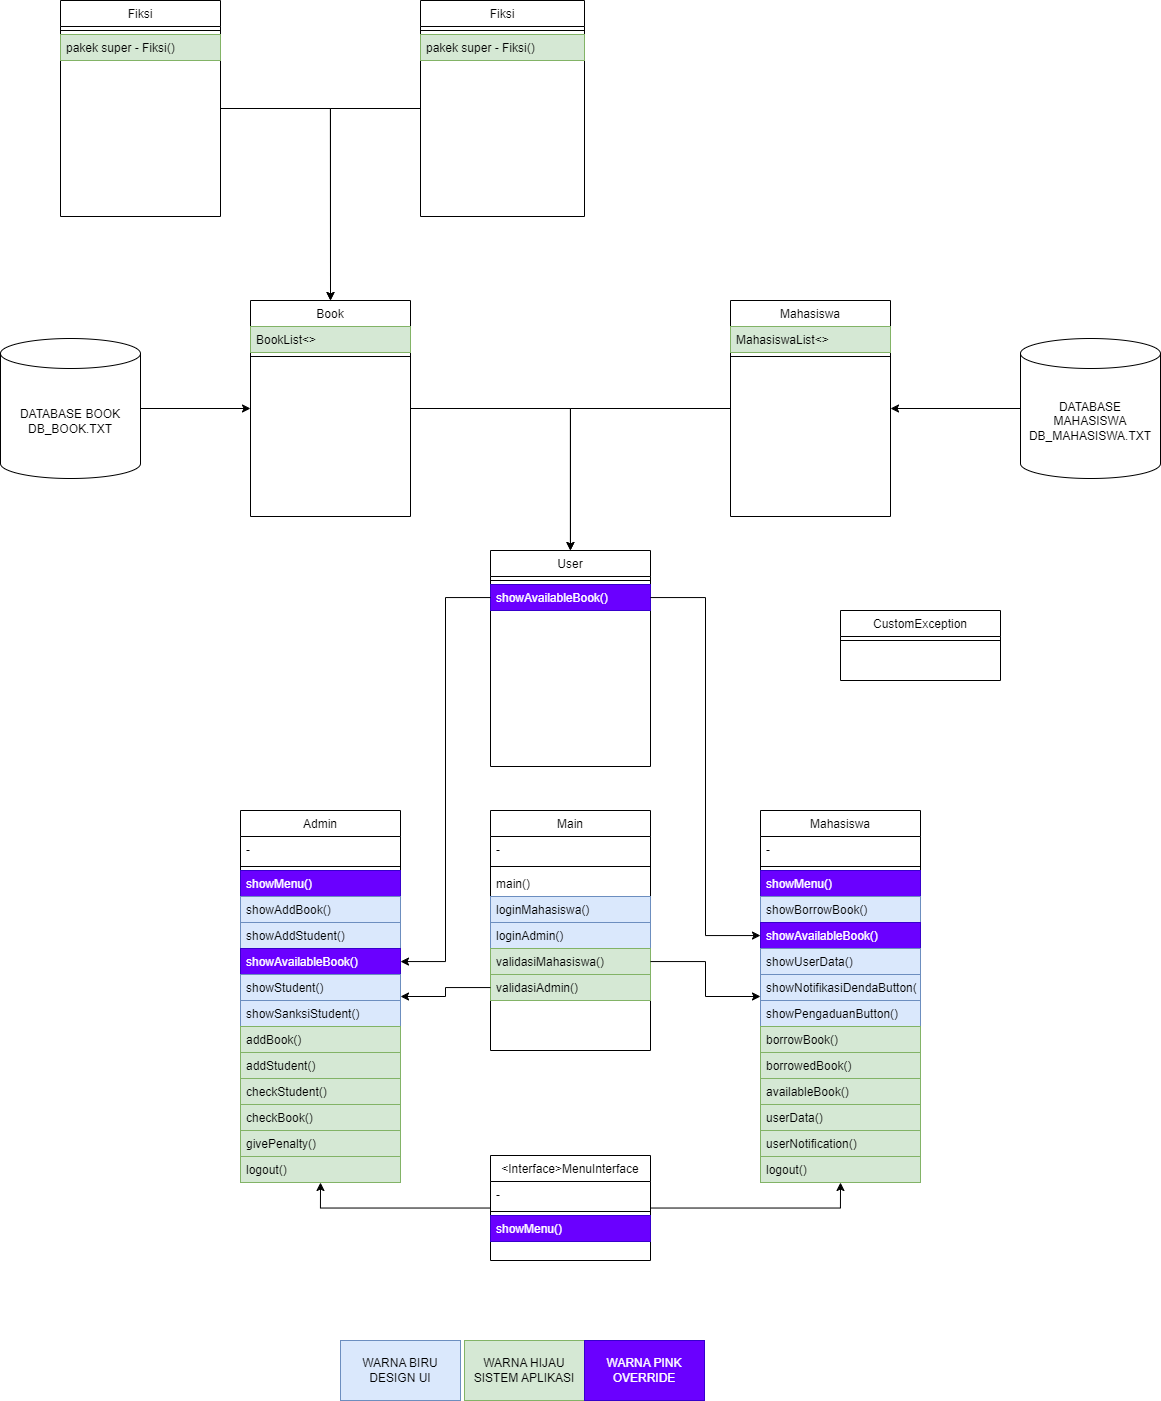 Fiksi
pakek super - Fiksi()
Fiksi
pakek super - Fiksi()
Book
BookList<>
Mahasiswa
MahasiswaList<>
DATABASE BOOK
DB_BOOK.TXT
DATABASE
MAHASISWA
DB_MAHASISWA.TXT
User
showAvailableBook()
CustomException
Admin
-
showMenu()
showAddBook()
showAddStudent()
showAvailableBook()
showStudent()
showSanksiStudent()
addBook()
addStudent()
checkStudent()
checkBook()
givePenalty()
logout()
Main
-
main()
loginMahasiswa()
loginAdmin()
validasiMahasiswa()
validasiAdmin()
Mahasiswa
-
showMenu()
showBorrowBook()
showAvailableBook()
showUserData()
showNotifikasiDendaButton(
showPengaduanButton()
borrowBook()
borrowedBook()
availableBook()
userData()
userNotification()
logout()
<Interface>MenuInterface
-
showMenu()
WARNA BIRU
DESIGN UI
WARNA HIJAU
SISTEM APLIKASI
WARNA PINK
OVERRIDE